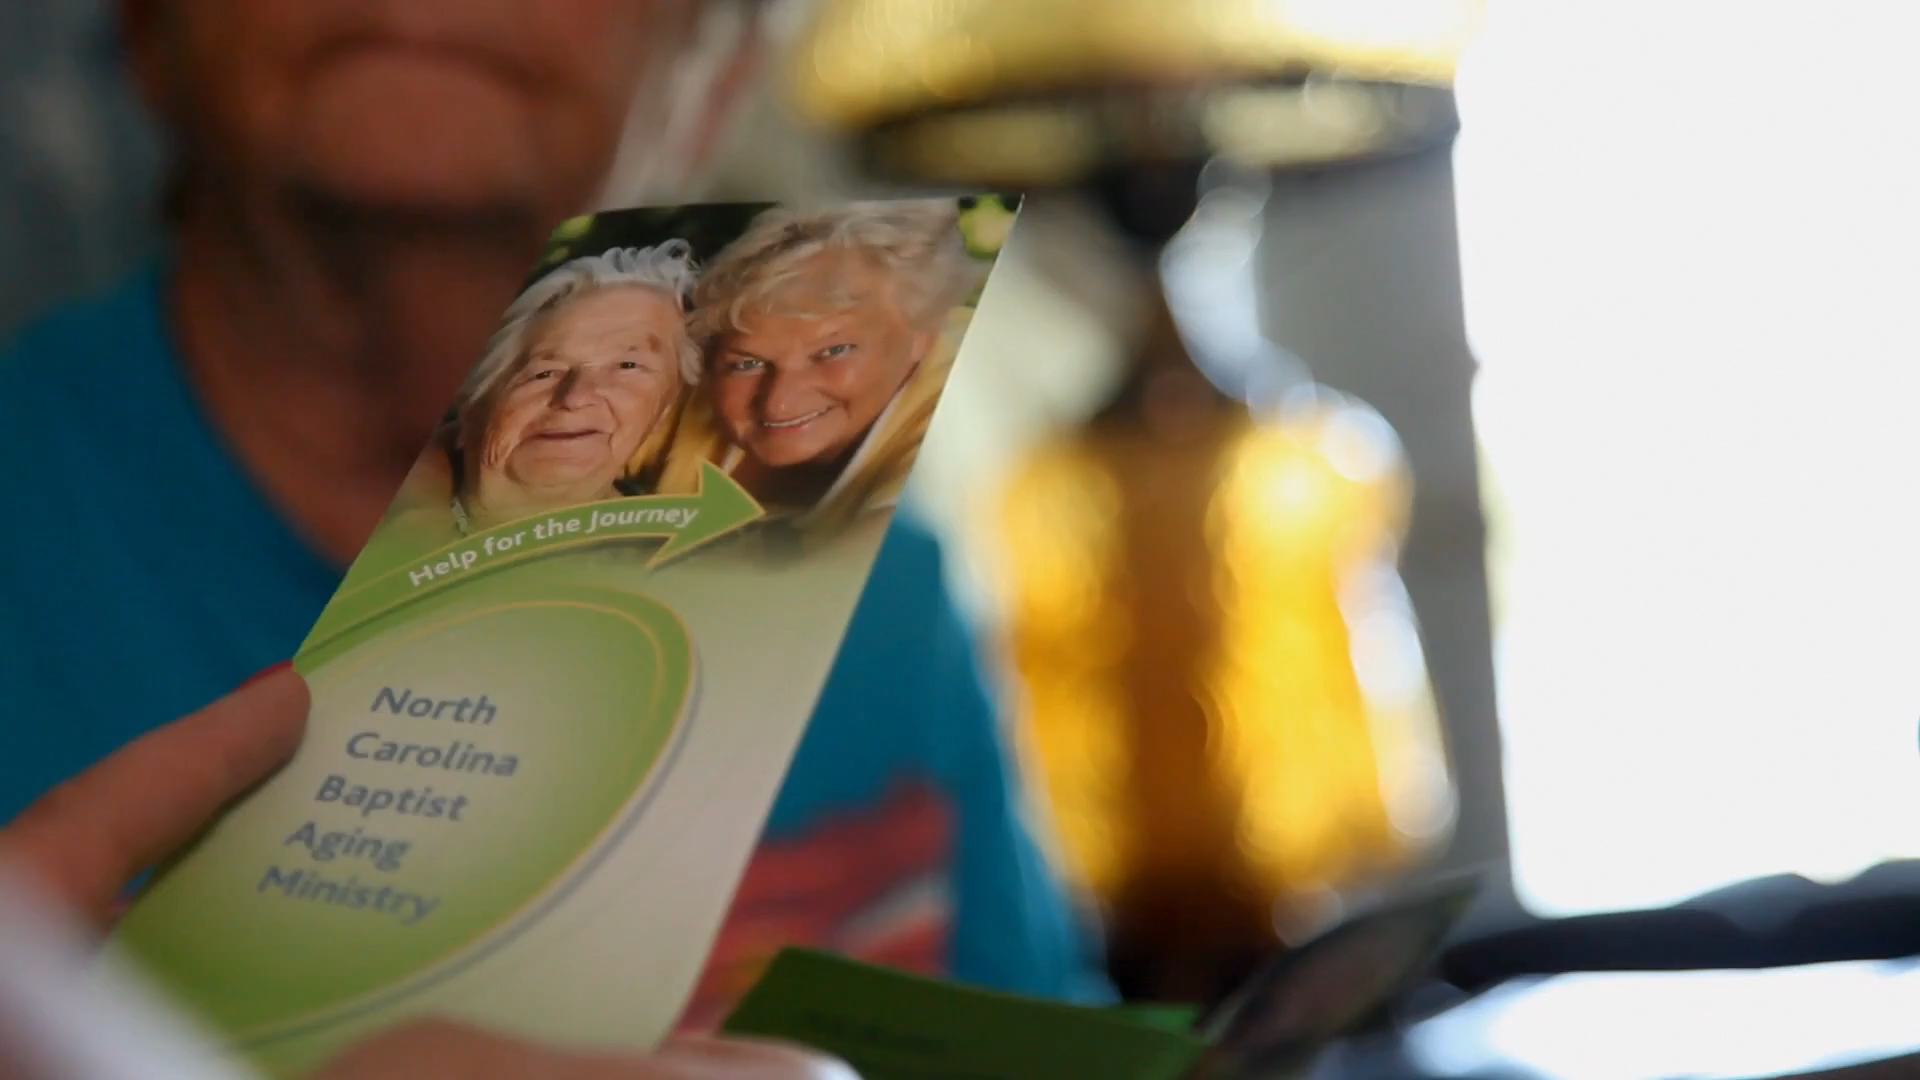 Help for the Journey
North
Carolina
Baptist
Aging
Ministry